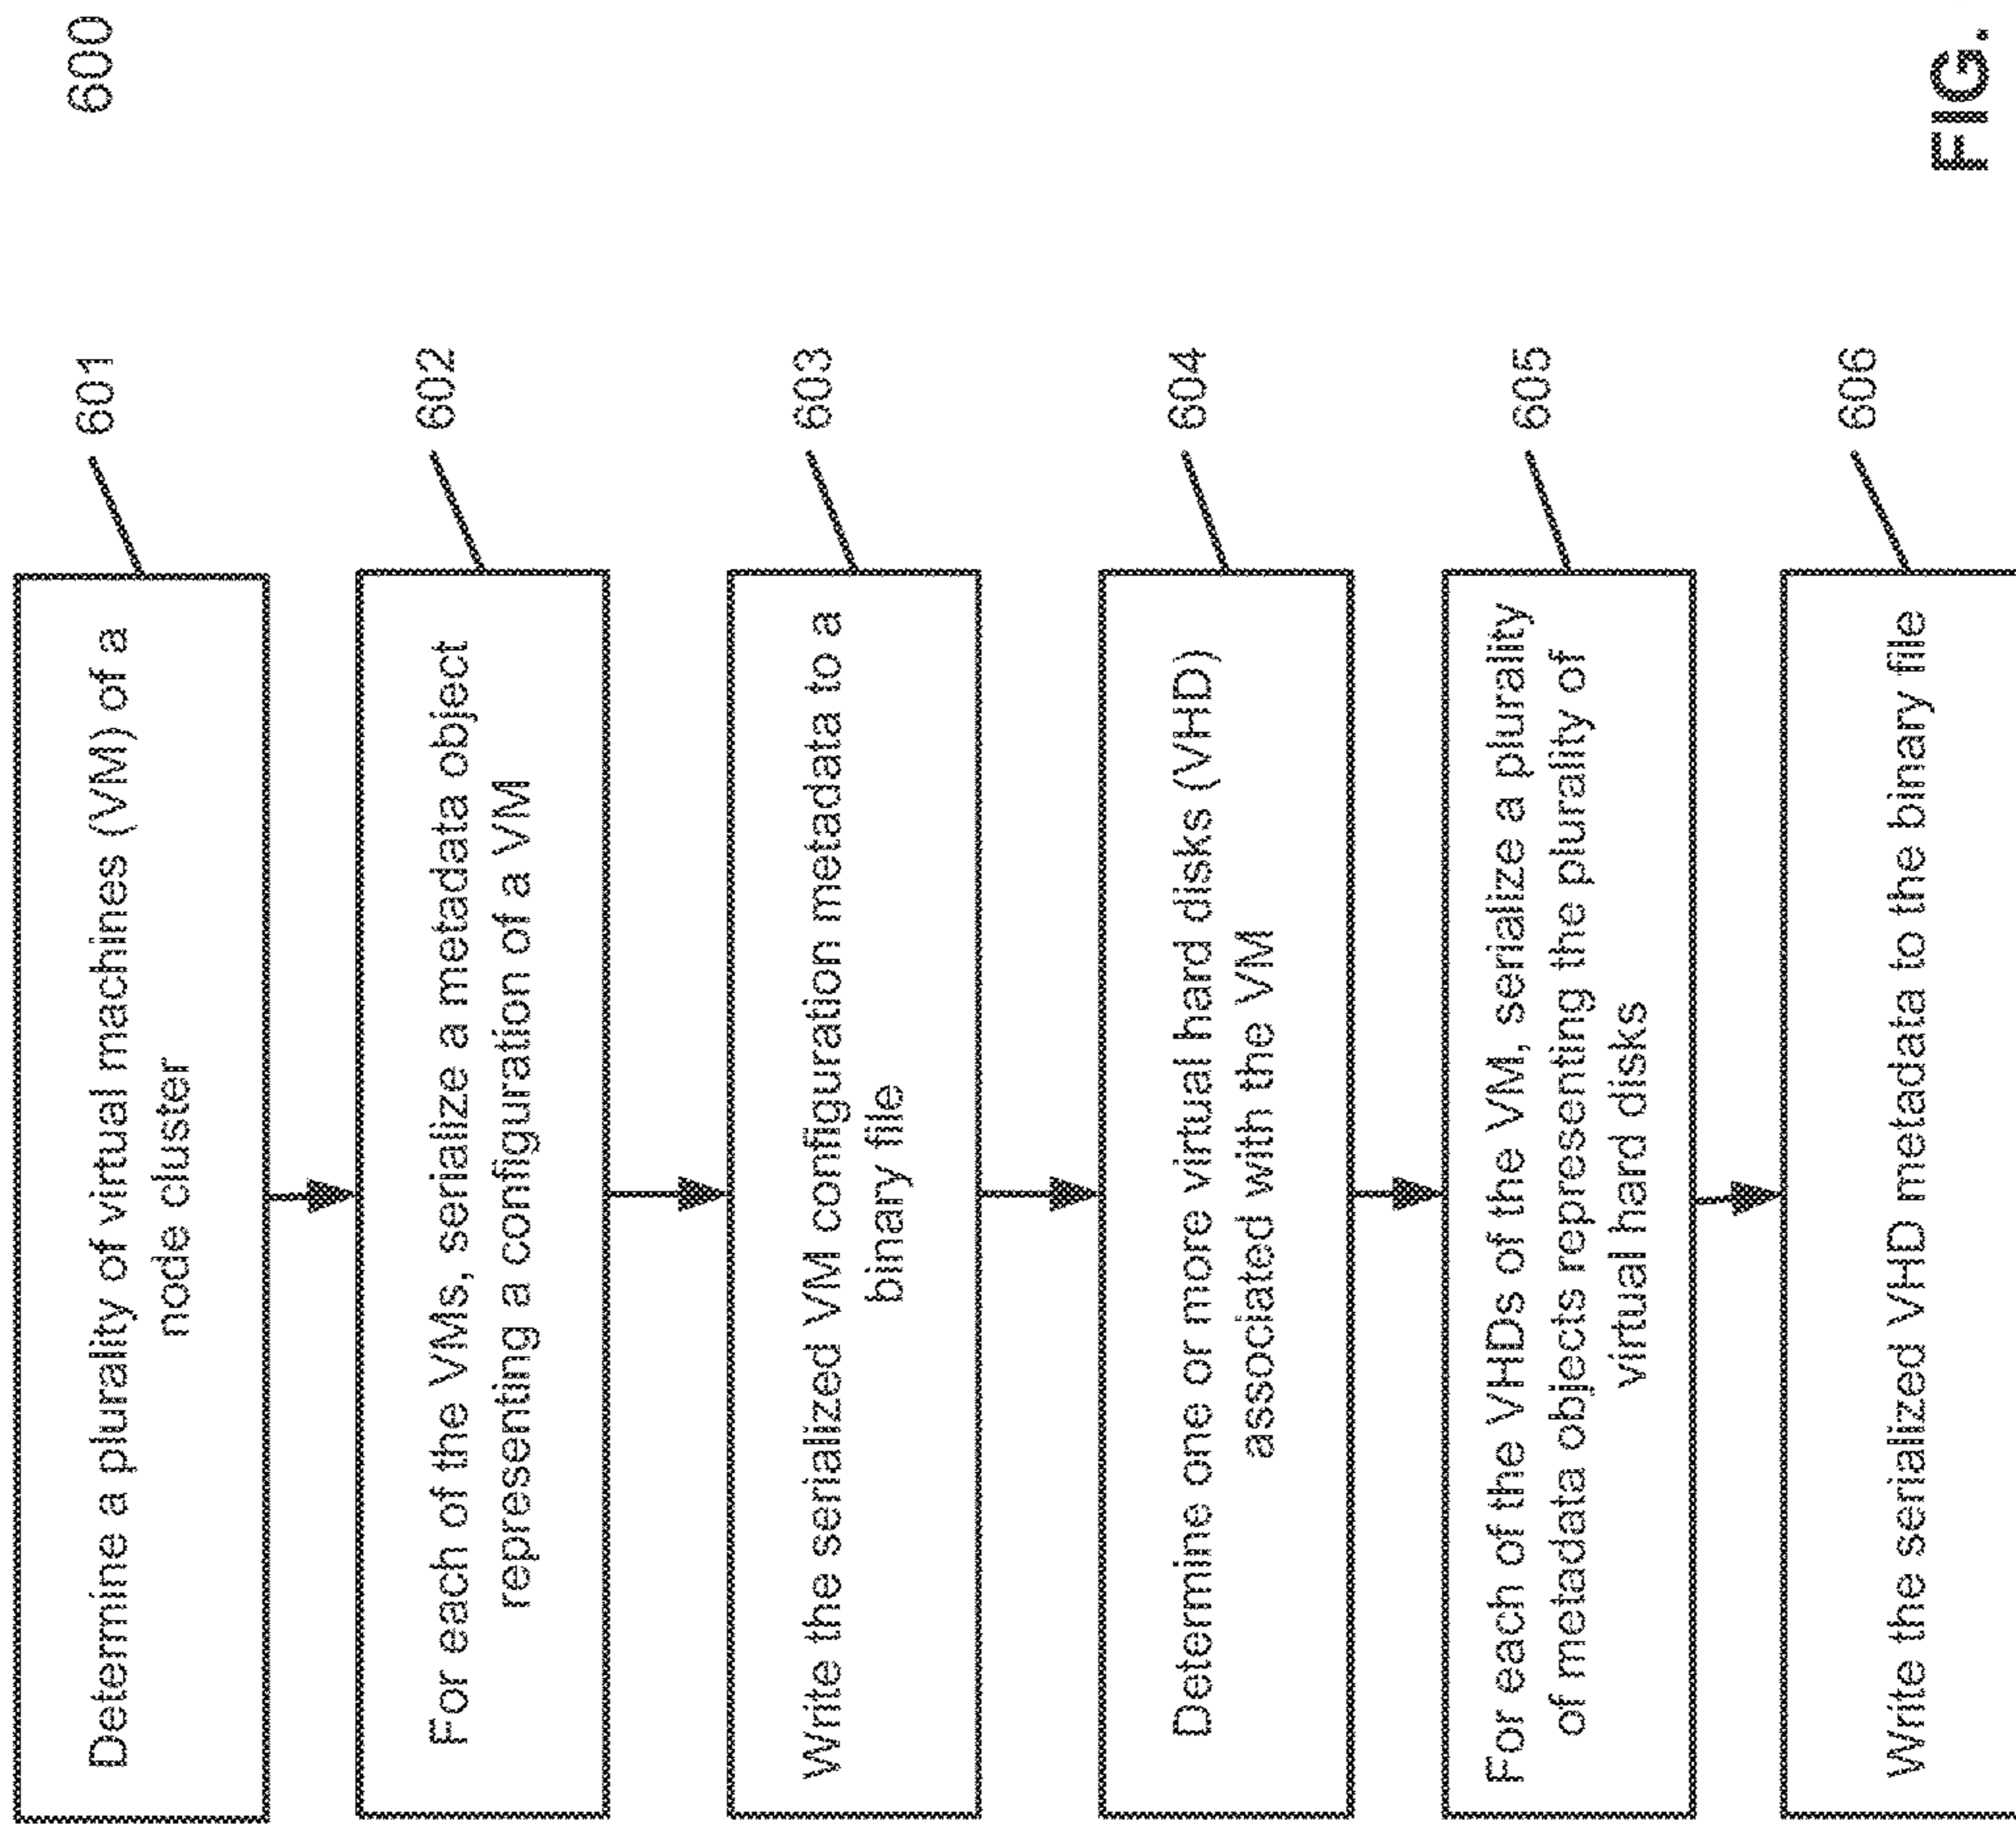 600
601
Determine a plurality of virtual machines (VM) of a
node cluster
602
For each of the VMs, serialize a metadata object
representing a configuration of a VM
603
Write the serialized VM configuration metadata to a
binary file
604
Determine one or more virtual hard disks (VHD)
associated with the VM
605
For each of the VHDs of the VM, serialize a plurality
of metadata objects representing the plurality of
virtual hard disks
606
Write the serialized VHD metadata to the binary file
FIG.